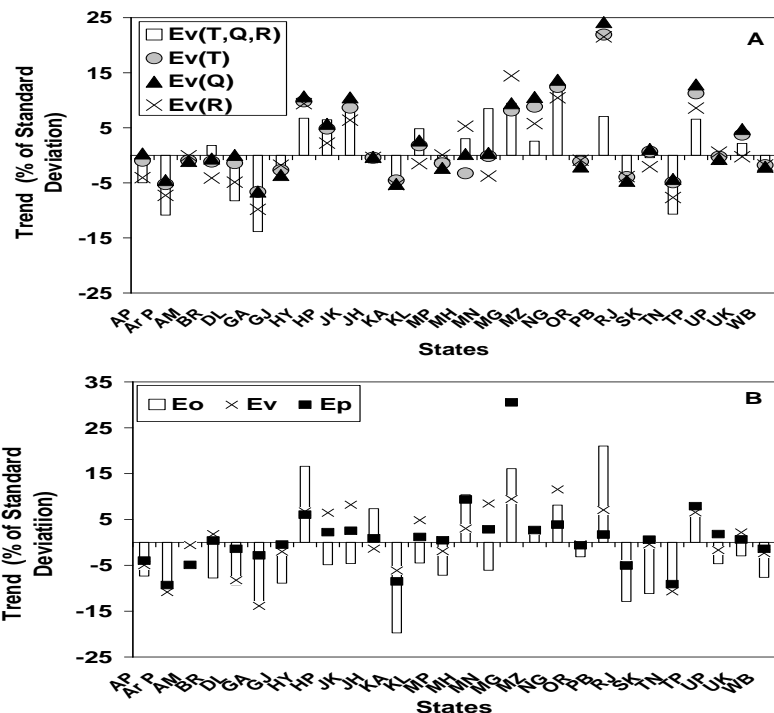 25
15
5
-5
-15
-25
Trend (% of Standard
Deviation)
Ev(T,Q,R)
Ev(T)
Ev(Q)
Ev(R)
A
AP
Ar P
AM
BR
DL
GA
GJ
HY
HP
JK
JH
KA
KL
MP
MH
MN
MG
MZ
NG
OR
PB
RJ
SK
TN
TP
UP
UK
WB
States
35
25
15
5
-5
-15
-25
Trend (% of Standard
Deviatiion)
Eo
Ev
Ep
B
AP
Ar P
AM
BR
DL
GA
GJ
HY
HP
JK
JH
KA
KL
MP
MH
MN
MG
MZ
NG
OR
PB
RJ
SK
TN
TP
UP
UK
WB
States